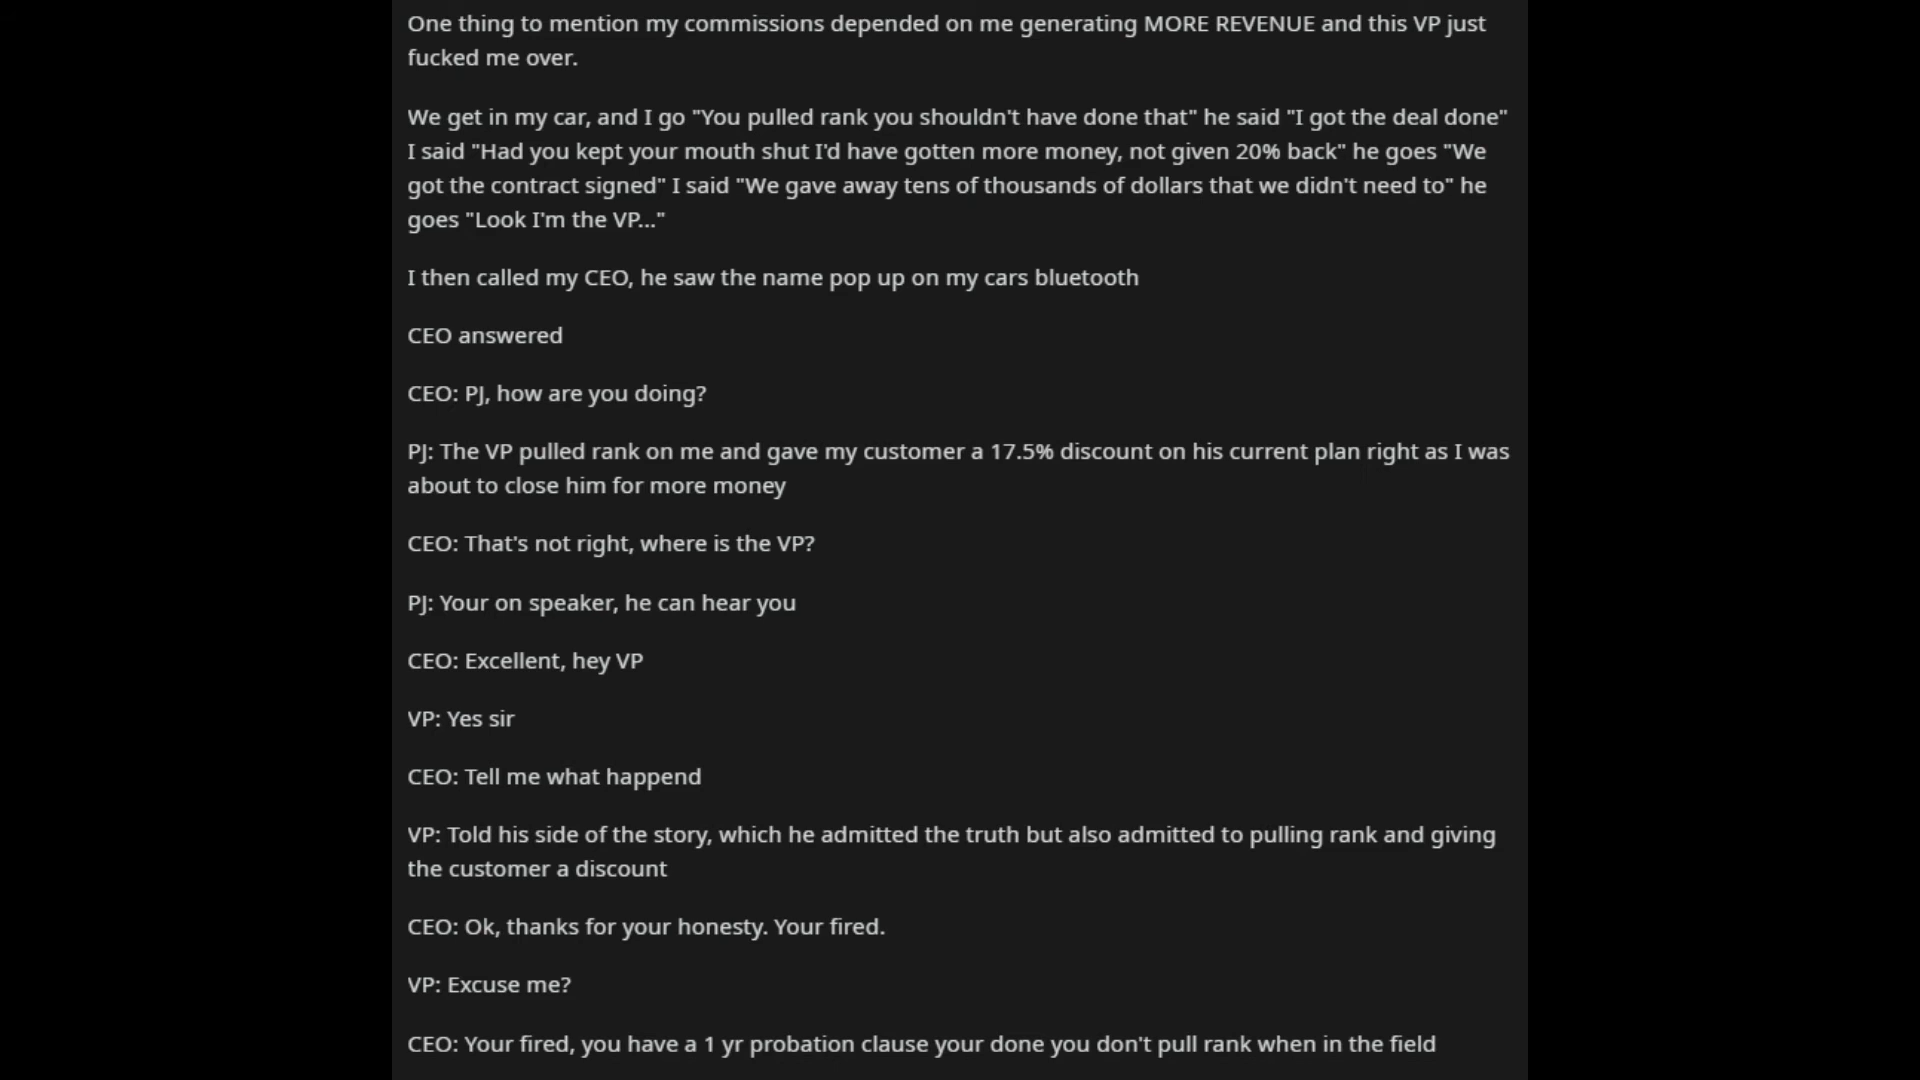 One thing to mention my commissions depended on me generating MORE REVENUE and this VP just
fucked me over.
We get in my car, and I go "You pulled rank you shouldn't have done that" he said "I got the deal done"
I said "Had you kept your mouth shut I'd have gotten more money, not given 20% back" he goes "We
got the contract signed" I said "We gave away tens of thousands of dollars that we didn't need to" he
goes "Look I'm the VP..."
I then called my CEO, he saw the name pop up on my cars bluetooth
CEO answered
CEO: PJ, how are you doing?
PJ: The VP pulled rank on me and gave my customer a 17.5% discount on his current plan right as I was
about to close him for more money
CEO: That's not right, where is the VP?
PJ: Your on speaker, he can hear you
CEO: Excellent, hey VP
VP: Yes sir
CEO: Tell me what happend
VP: Told his side of the story, which he admitted the truth but also admitted to pulling rank and giving
the customer a discount
CEO: Ok, thanks for your honesty. Your fired.
VP: Excuse me?
CEO: Your fired, you have a 1 yr probation clause your done you don't pull rank when in the field